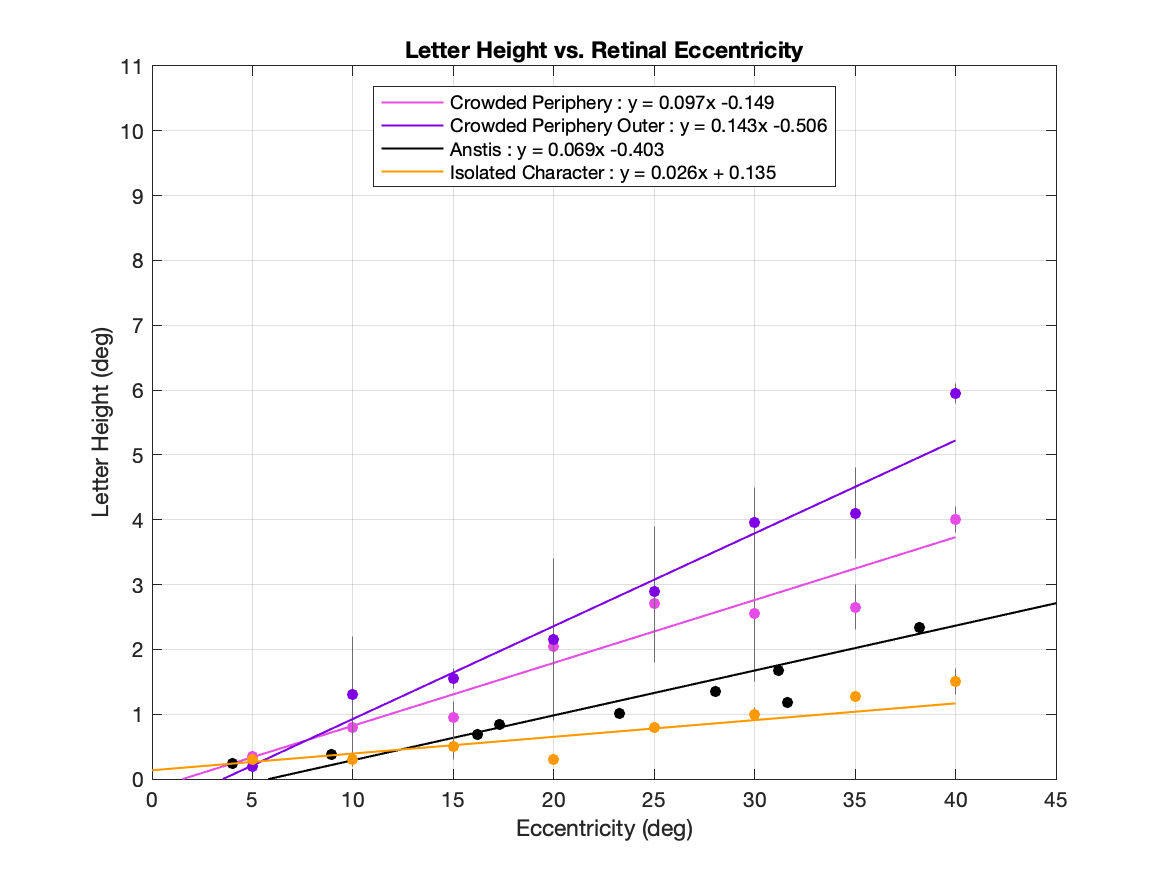 Letter Height vs. Retinal Eccentricity
Crowded Periphery : y = 0.097x -0.149
Crowded Periphery Outer : y = 0.143x -0.506
Anstis : y = 0.069x -0.403
Isolated Character : y = 0.026x + 0.135
11
10
9
8
7
6
5
4
3
2
1
0
Letter Height (deg)
0 5 10 15 20 25 30 35 40 45
Eccentricity (deg)